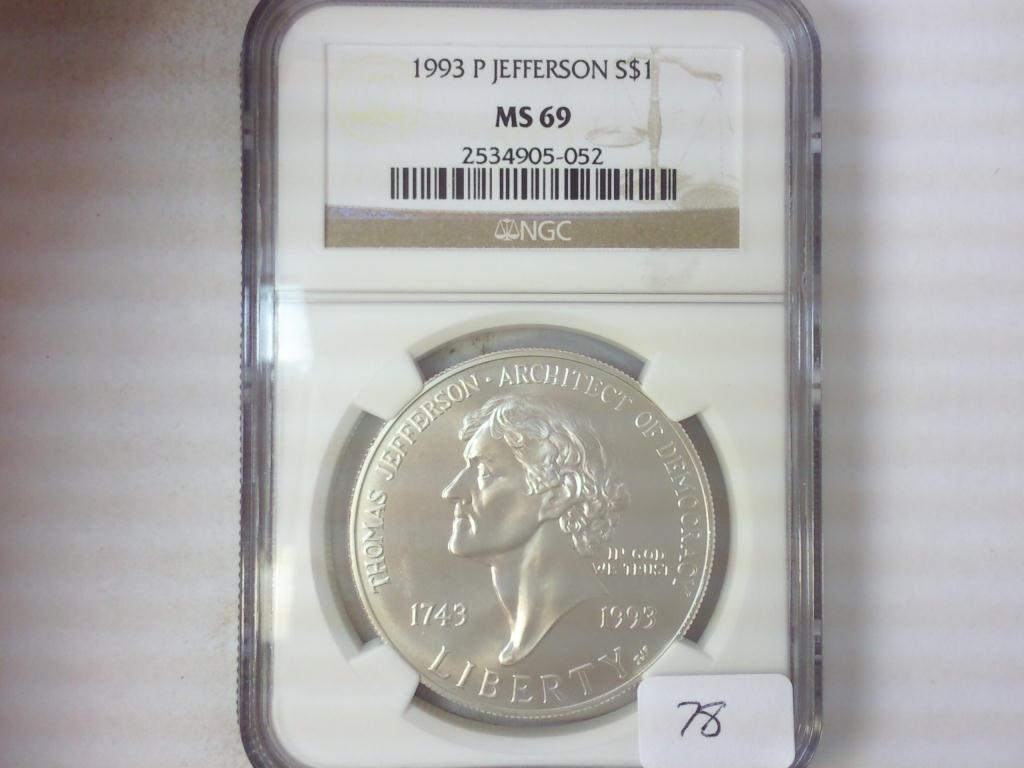 1993 P JEFFERSON S$1
MS 69
2534905-052
NGC
THOMAS JEFFERSON · ARCHITECT OF DEMOCRACY
IN GOD
WE TRUST
1743 1993
LIBERTY
78